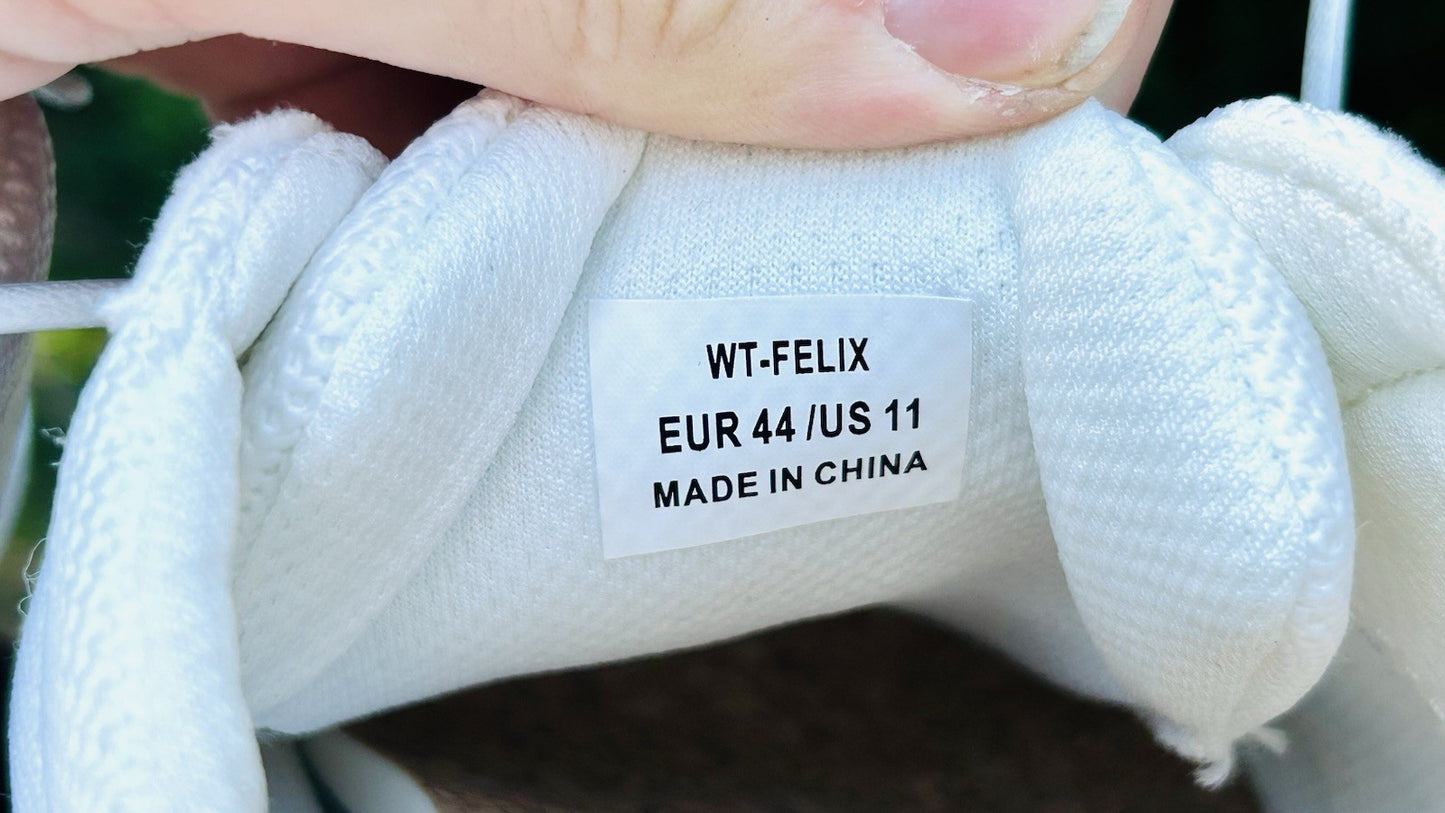 WT-FELIX
EUR 44 /US 11
MADE IN CHINA